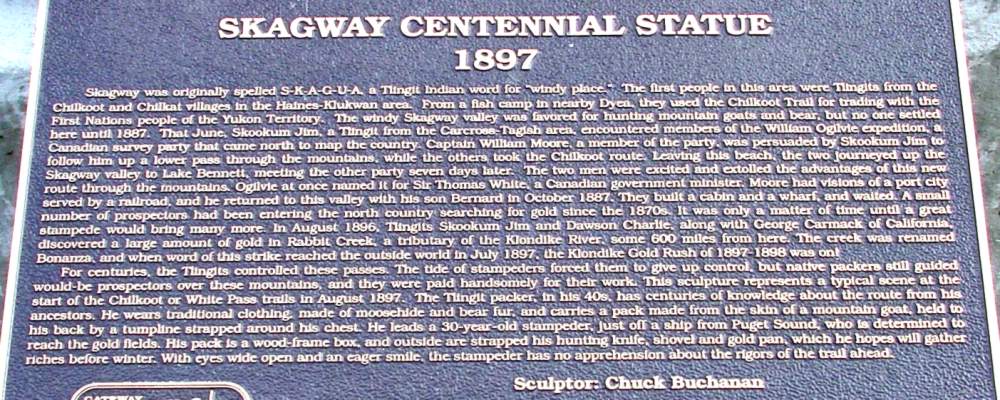 SKAGWAY CENTENNIAL STATUE
1897
Skagway was originally spelled S-K-A-G-U-A, a Tlingit Indian word for "windy place." The first people in this area were Tlingits from the
Chilkoot and Chilkat villages in the Haines-Klukwan area. From a fish camp in nearby Dyea, they used the Chilkoot Trail for trading with the
First Nations people of the Yukon Territory. The windy Skagway valley was favored for hunting mountain goats and bear, but no one settled
here until 1887. That June, Skookum Jim, a Tlingit from the Carcross-Tagish area, encountered members of the William Ogilvie expedition, a
Canadian survey party that came north to map the country. Captain William Moore, a member of the party, was persuaded by Skookum Jim to
follow him up a lower pass through the mountains, while the others took the Chilkoot route. Leaving this beach, the two journeyed up the
Skagway valley to Lake Bennett, meeting the other party seven days later. The two men were excited and extolled the advantages of this new
route through the mountains. Ogilvie at once named it for Sir Thomas White, a Canadian government minister. Moore had visions of a port city
served by a railroad, and he returned to this valley with his son Bernard in October 1887. They built a cabin and a wharf, and waited. A small
number of prospectors had been entering the north country searching for gold since the 1870s. It was only a matter of time until a great
stampede would bring many more. In August 1896, Tlingits Skookum Jim and Dawson Charlie, along with George Carmack of California,
discovered a large amount of gold in Rabbit Creek, a tributary of the Klondike River, some 600 miles from here. The creek was renamed
Bonanza, and when word of this strike reached the outside world in July 1897, the Klondike Gold Rush of 1897-1898 was on!
For centuries, the Tlingits controlled these passes. The tide of stampeders forced them to give up control, but native packers still guided
would-be prospectors over these mountains, and they were paid handsomely for their work. This sculpture represents a typical scene at the
start of the Chilkoot or White Pass trails in August 1897. The Tlingit packer, in his 40s, has centuries of knowledge about the route from his
ancestors. He wears traditional clothing, made of moosehide and bear fur, and carries a pack made from the skin of a mountain goat, held to
his back by a tumpline strapped around his chest. He leads a 30-year-old stampeder, just off a ship from Puget Sound, who is determined to
reach the gold fields. His pack is a wood-frame box, and outside are strapped his hunting knife, shovel and gold pan, which he hopes will gather
riches before winter. With eyes wide open and an eager smile, the stampeder has no apprehension about the rigors of the trail ahead.
Sculptor: Chuck Buchanan
GATEWAY